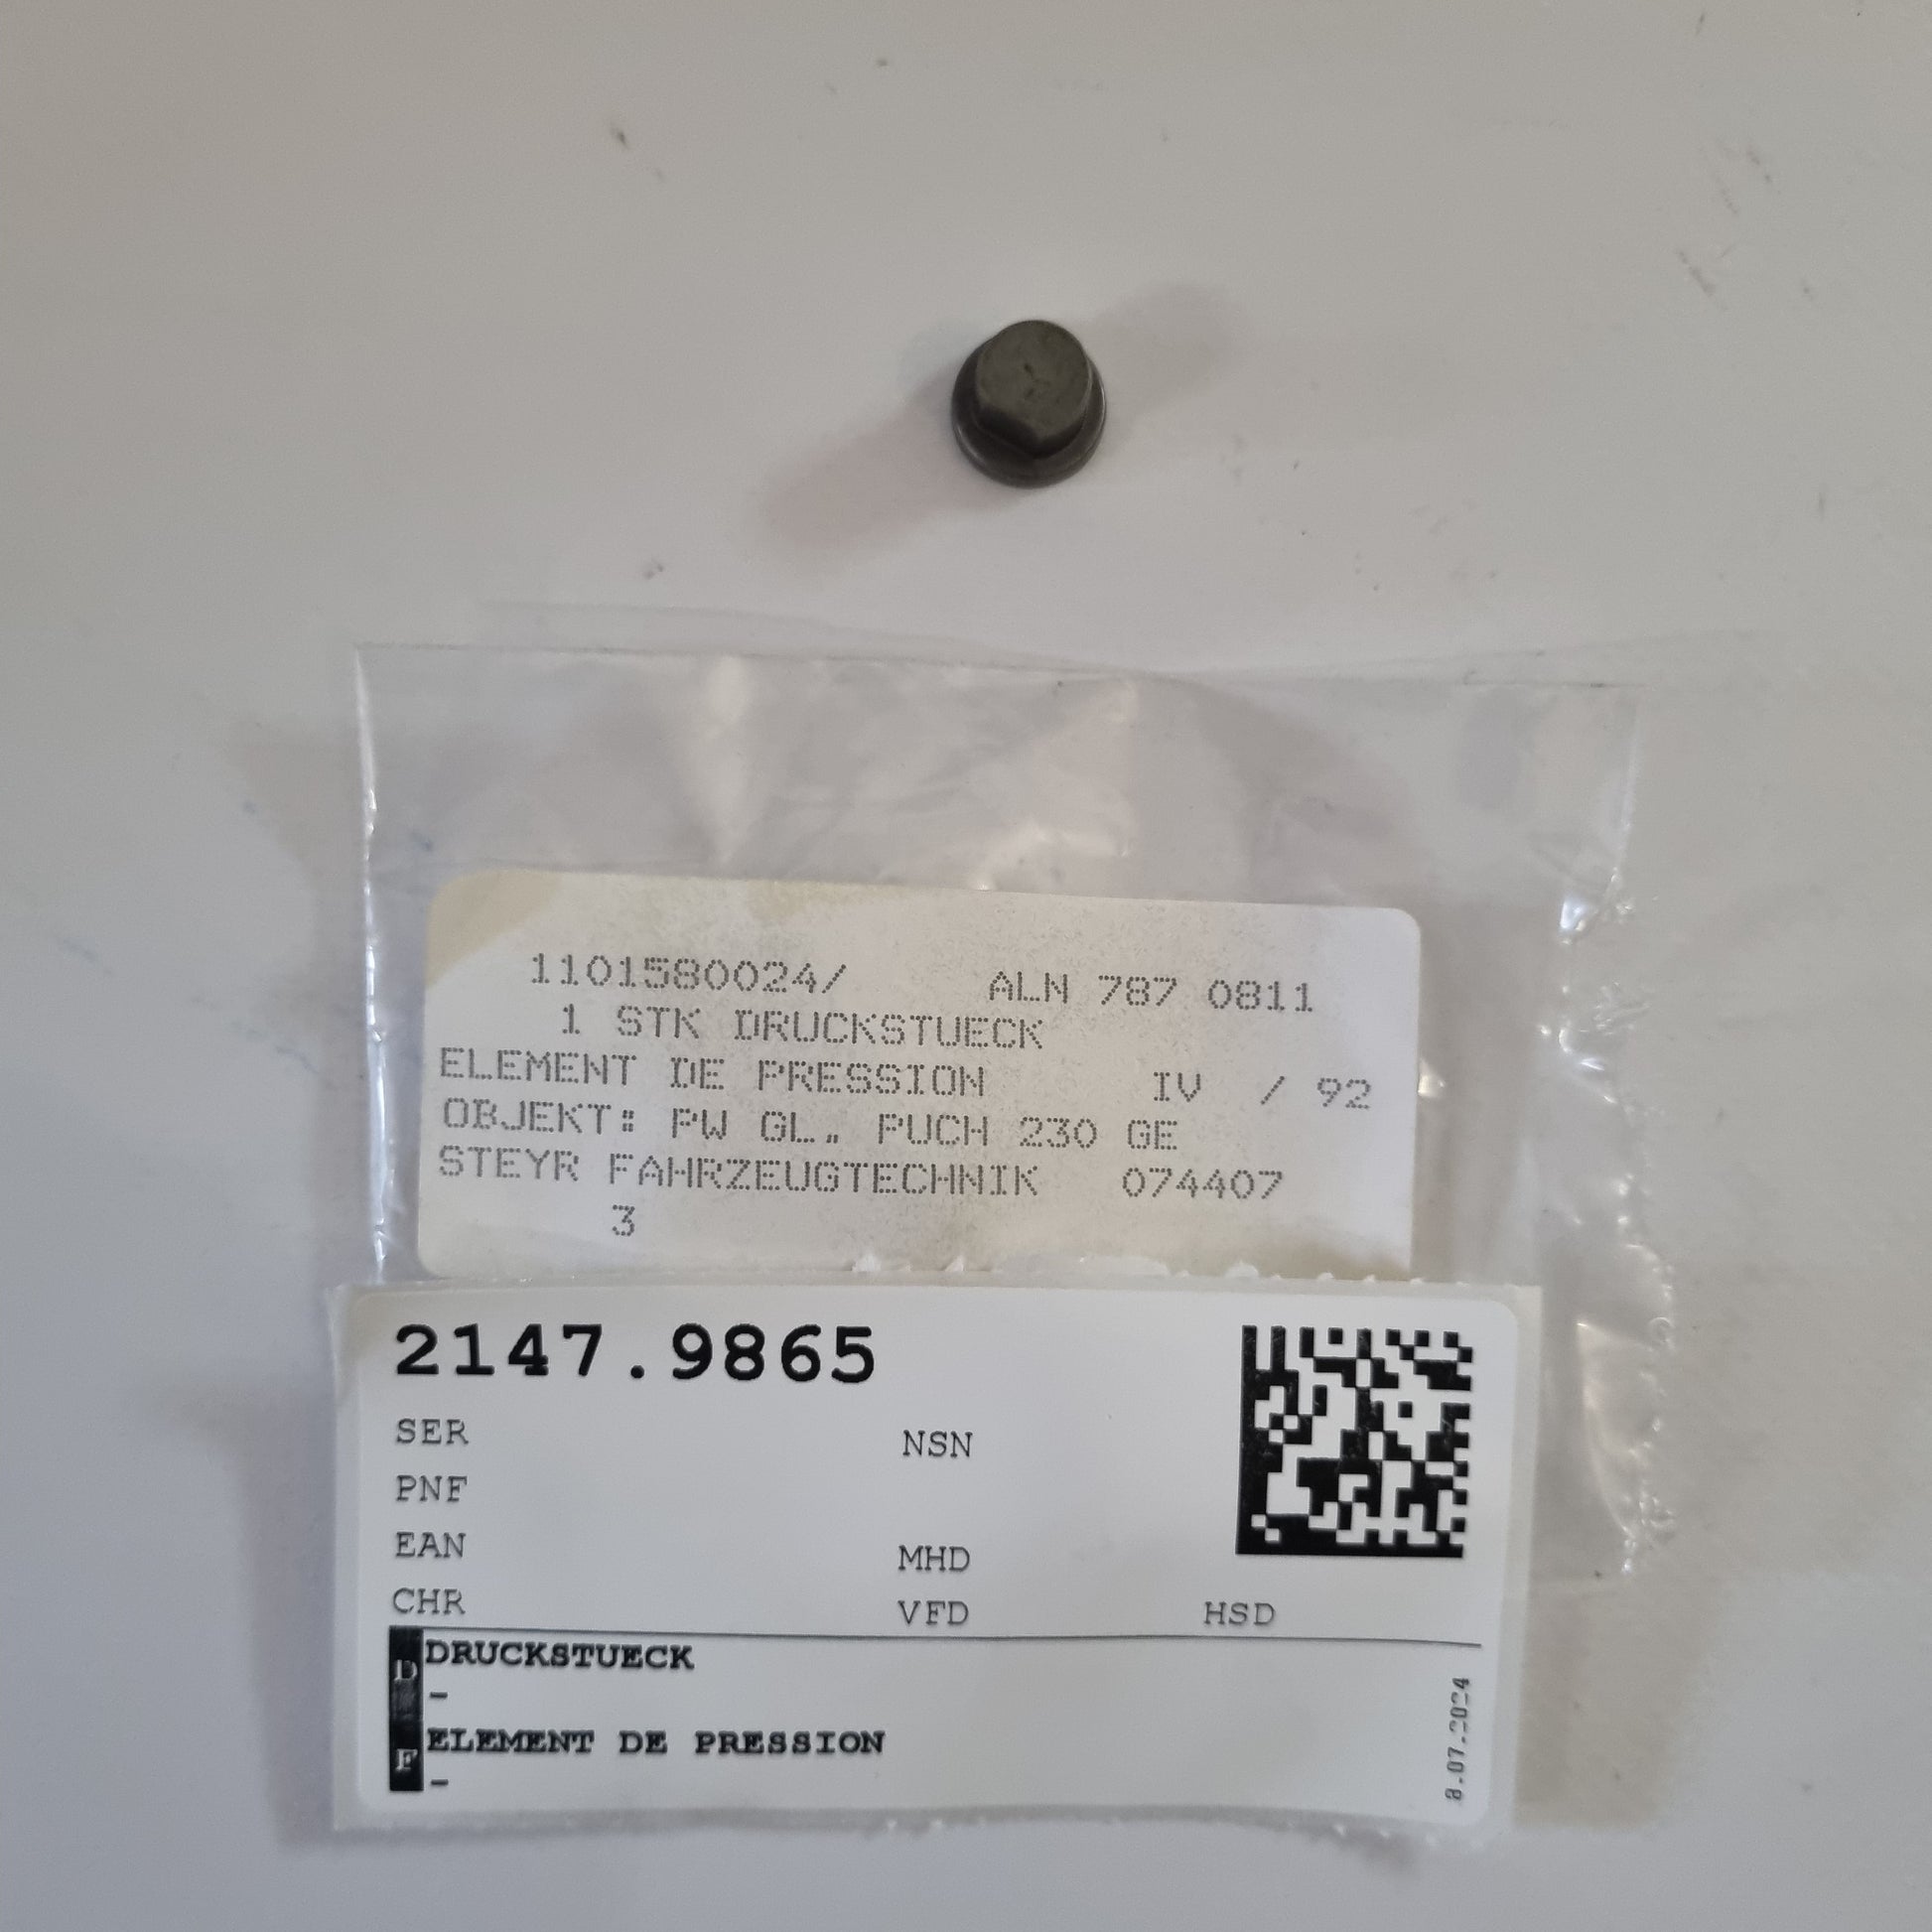 1101580024/ ALN 787 0811
1 STK DRUCKSTUECK
ELEMENT DE PRESSION IV / 92
OBJEKT: PW GL. PUCH 230 GE
STEYR FAHRZEUGTECHNIK 074407
3
2147.9865
SER NSN
PNF
EAN MHD
CHR VFD HSD
D DRUCKSTUECK
-
F ELEMENT DE PRESSION
-
8.07.2024